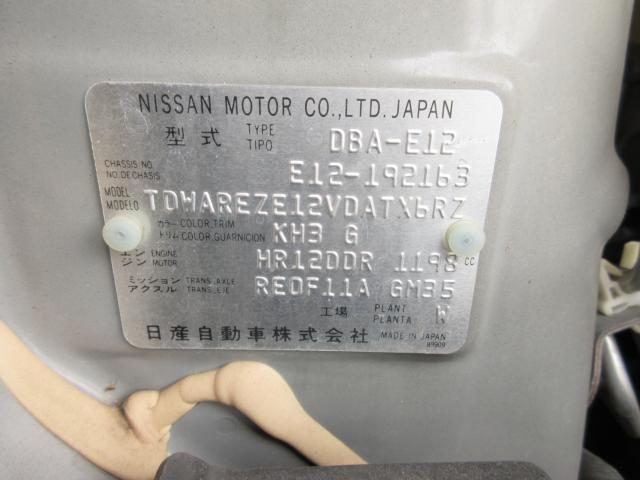 NISSAN MOTOR CO.,LTD.JAPAN
型式 TYPE TIPO DBA-E12
CHASSIS NO. NO.DE CHASIS E12-192163
MODEL MODELO TDWAREZE12VDATX6RZ
カラー COLOR,TRIM トリム COLOR,GUARNICION KH3 G
エンジン ENGINE MOTOR HR12DDR 1198 CC
ミッション TRANS. AXLE アクスル TRANS. EJE RE0F11A GM35
工場 PLANT PLANTA W
日産自動車株式会社 MADE IN JAPAN
89909